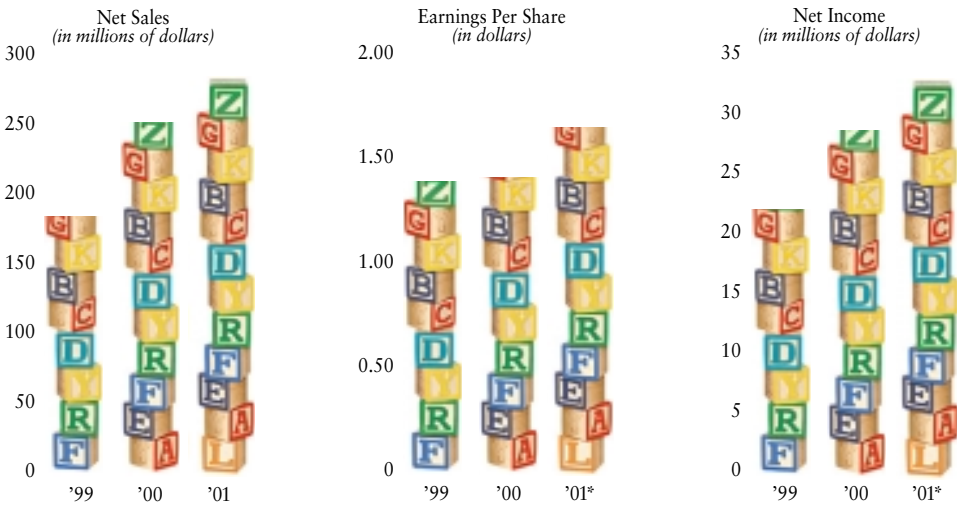 Net Sales
(in millions of dollars)
300
250
200
150
100
50
0
G K B C D Y R F
Z G K B C D Y R F E A
Z G K B C D Y R F E A L
’99 ’00 ’01
Earnings Per Share
(in dollars)
2.00
1.50
1.00
0.50
0
Z G K B C D Y R F
K B C D Y R F E A
G K B C D Y R F E A L
’99 ’00 ’01*
Net Income
(in millions of dollars)
35
30
25
20
15
10
5
0
G K B C D Y R F
Z G K B C D Y R F E A
Z G K B C D Y R F E A L
’99 ’00 ’01*